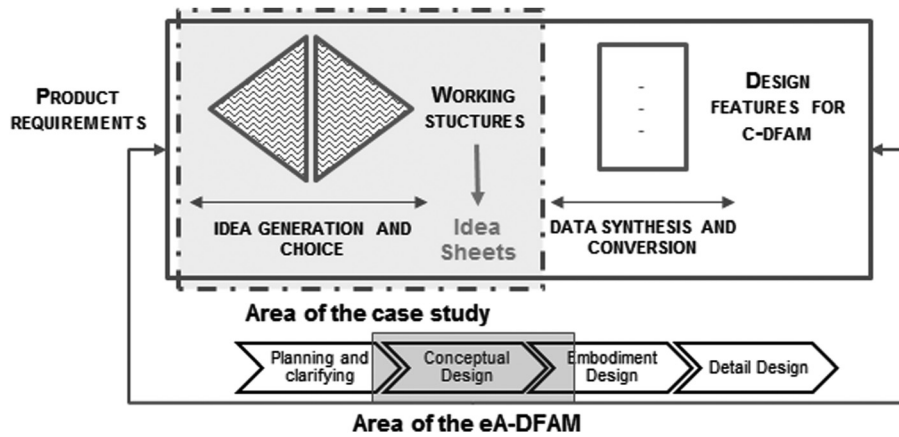 PRODUCT
REQUIREMENTS
WORKING
STUCTURES
Idea
Sheets
IDEA GENERATION AND
CHOICE
DESIGN
FEATURES FOR
C-DFAM
DATA SYNTHESIS AND
CONVERSION
Area of the case study
Planning and
clarifying
Conceptual
Design
Embodiment
Design
Detail Design
Area of the eA-DFAM